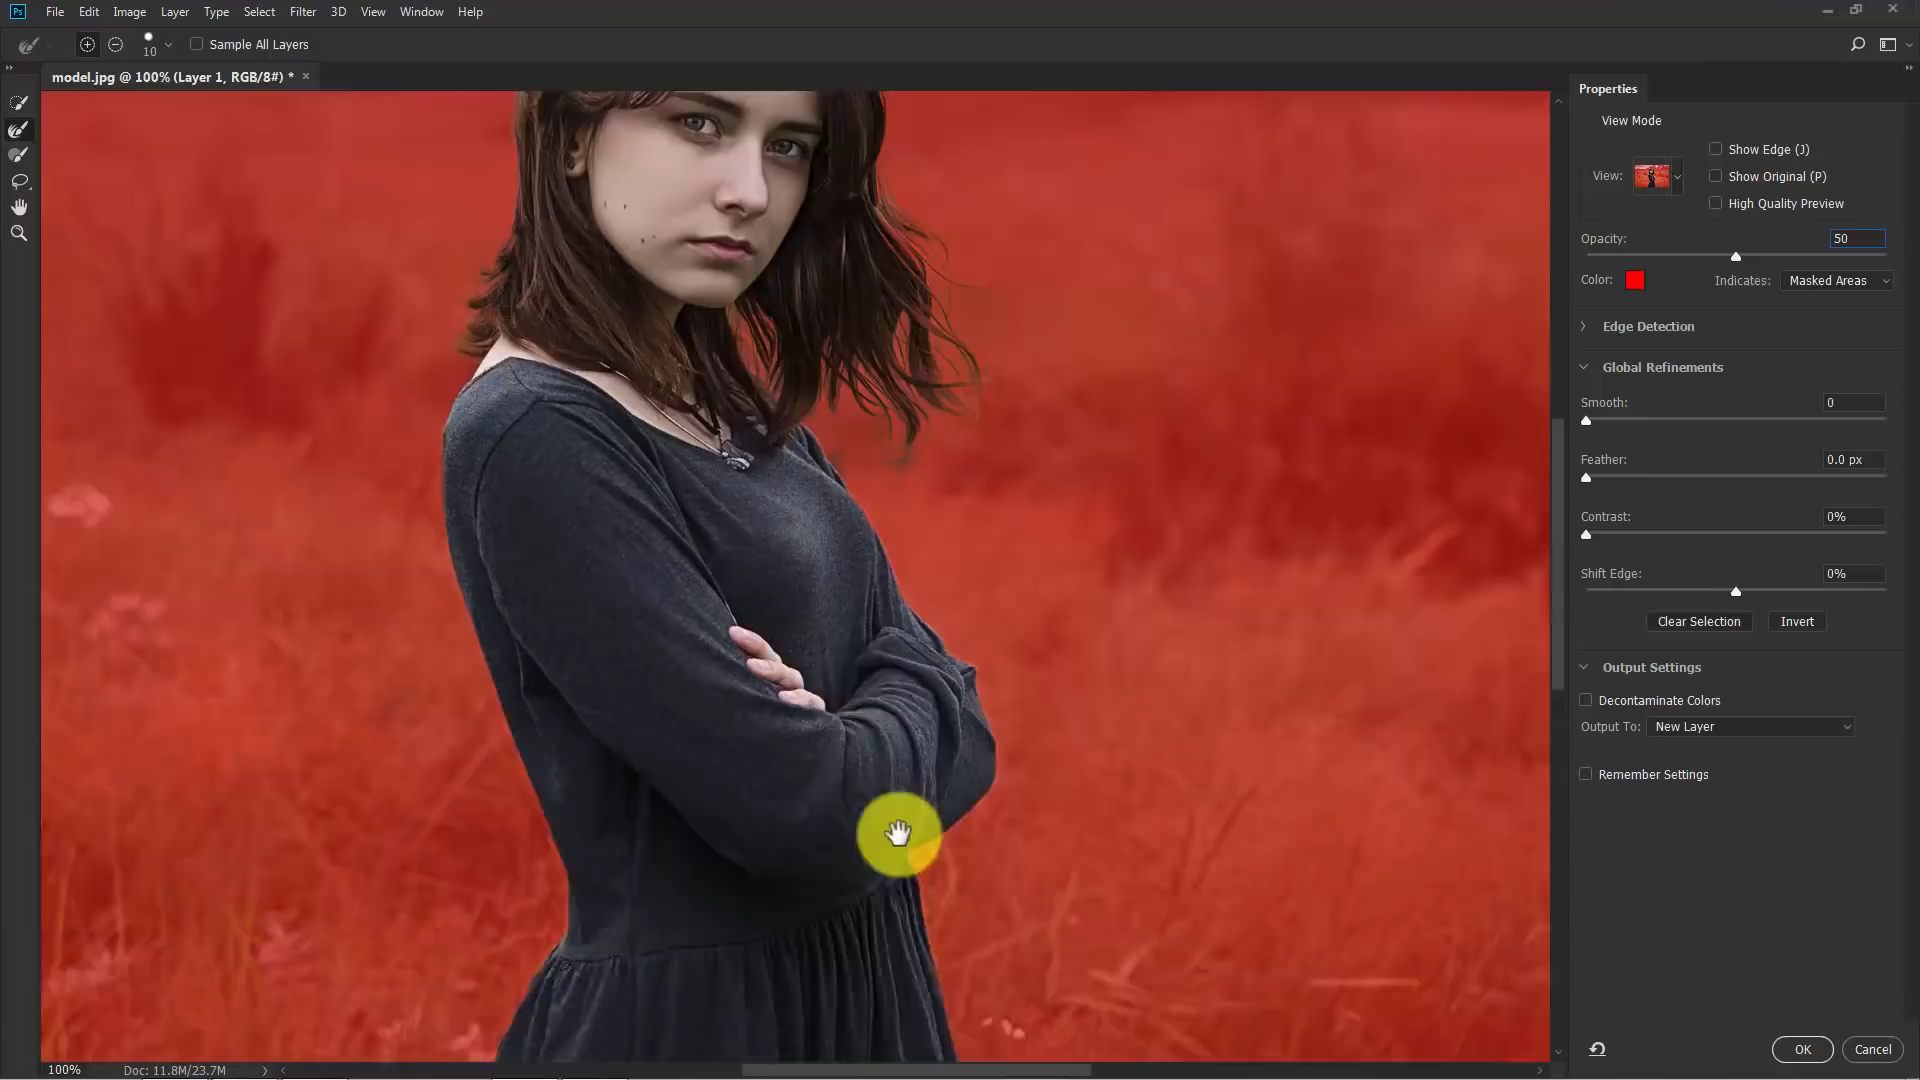 Ps File Edit Image Layer Type Select Filter 3D View Window Help
10 Sample All Layers
model.jpg @ 100% (Layer 1, RGB/8#) * ×
Properties
View Mode
Show Edge (J)
View:
Show Original (P)
High Quality Preview
Opacity: 50
Color: Indicates: Masked Areas
Edge Detection
Global Refinements
Smooth: 0
Feather: 0.0 px
Contrast: 0%
Shift Edge: 0%
Clear Selection Invert
Output Settings
Decontaminate Colors
Output To: New Layer
Remember Settings
OK Cancel
100% Doc: 11.8M/23.7M